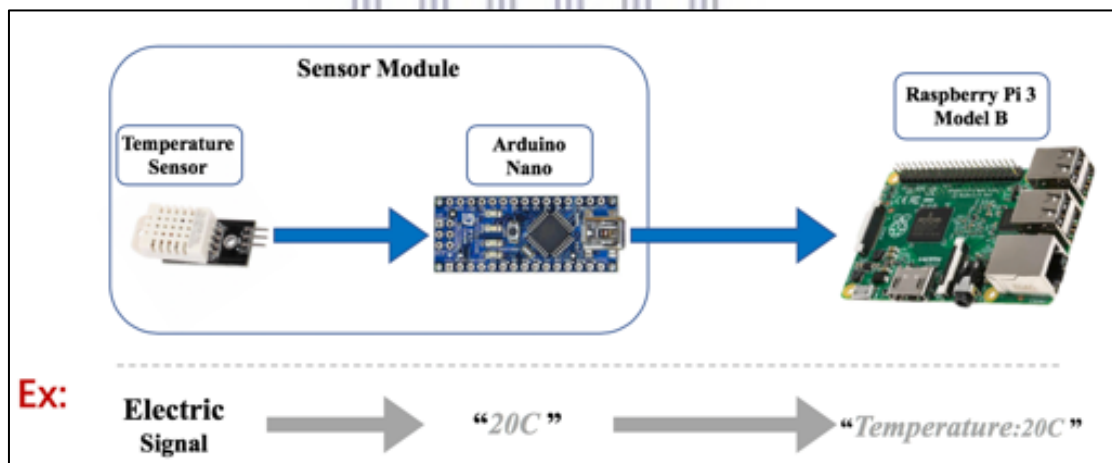 Sensor Module
Temperature
Sensor
Arduino
Nano
Raspberry Pi 3
Model B
Ex:
Electric
Signal
“20C ”
“Temperature:20C ”